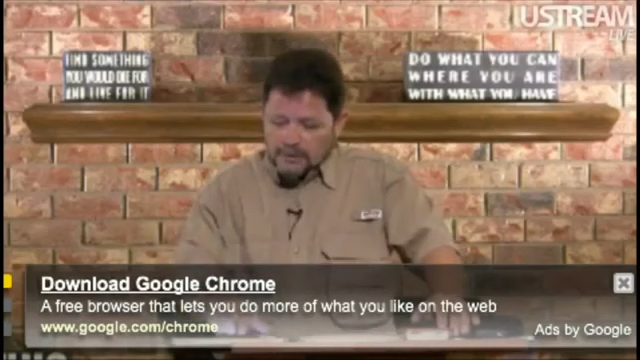 USTREAM
LIVE
FIND SOMETHING
YOU WOULD DIE FOR
AND LIVE FOR IT
DO WHAT YOU CAN
WHERE YOU ARE
WITH WHAT YOU HAVE
Download Google Chrome
A free browser that lets you do more of what you like on the web
www.google.com/chrome
Ads by Google